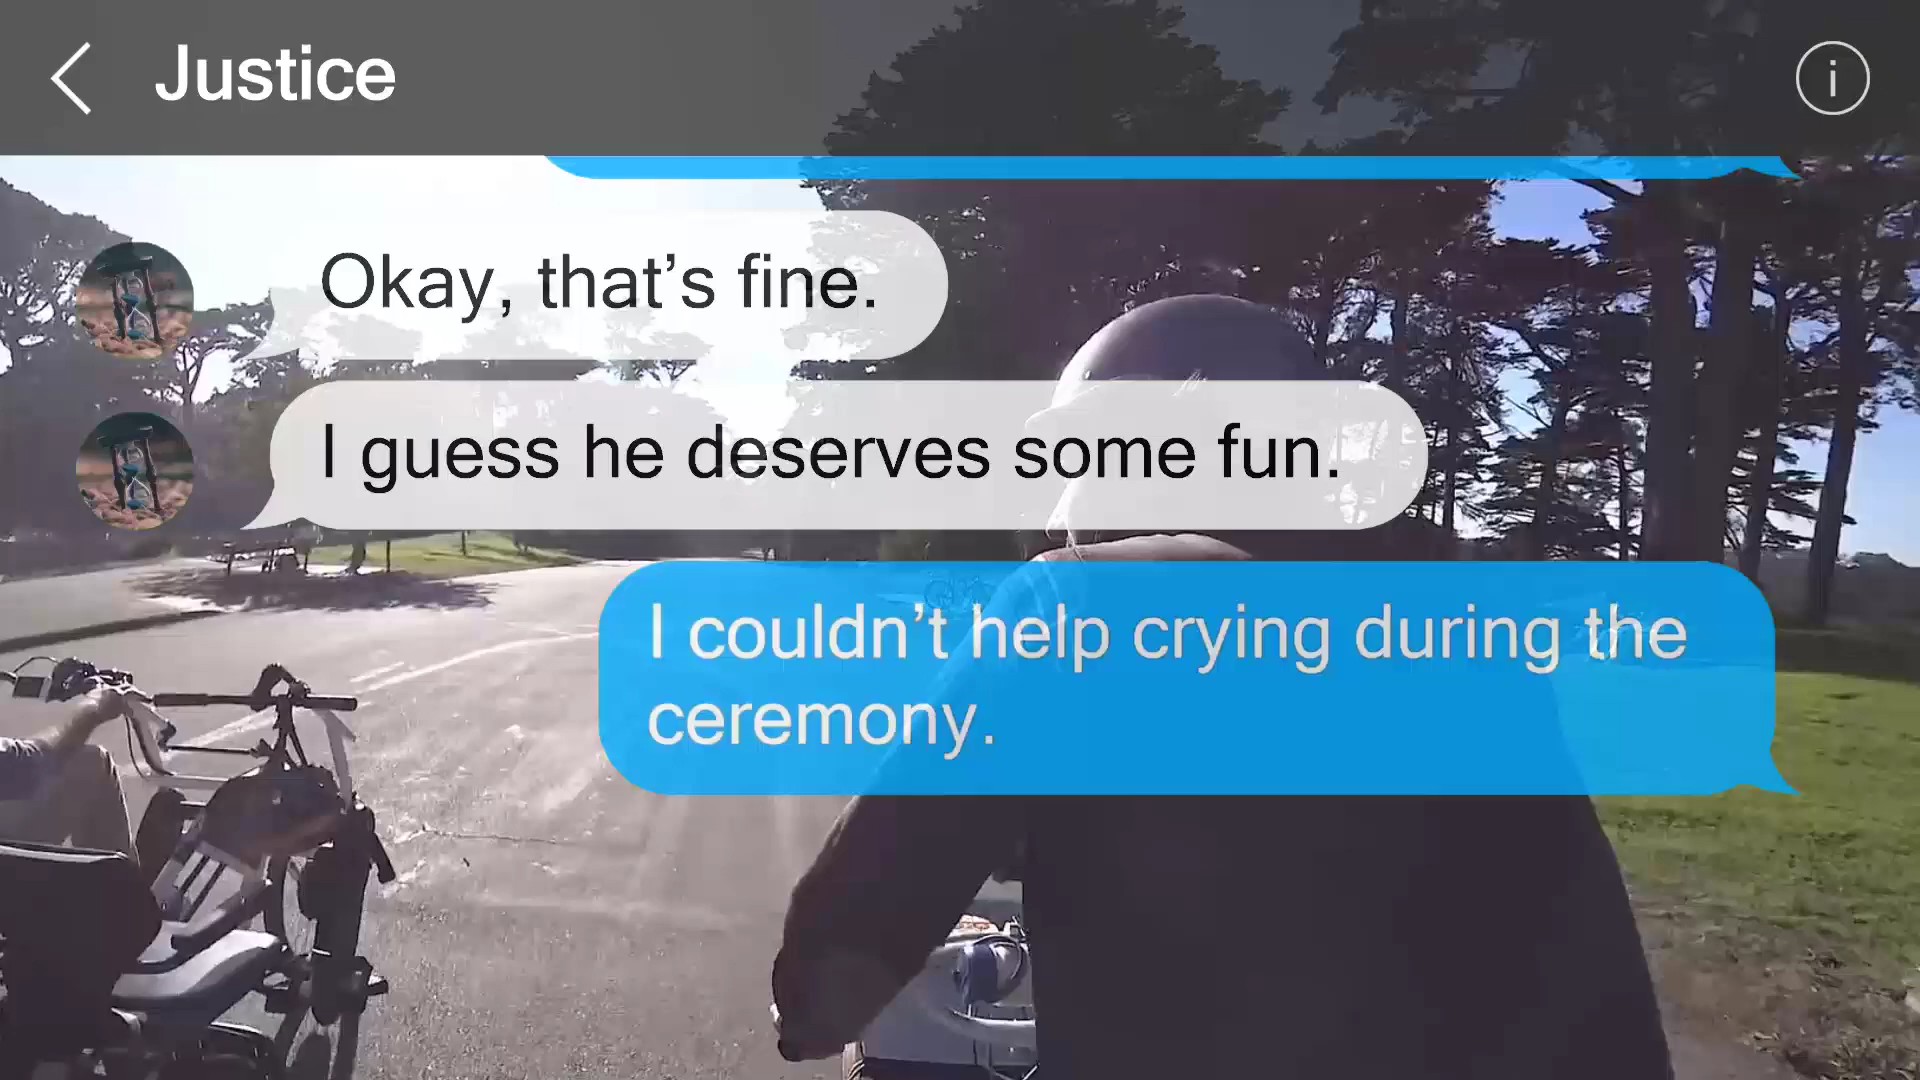 Justice
Okay, that’s fine.
I guess he deserves some fun.
I couldn’t help crying during the
ceremony.